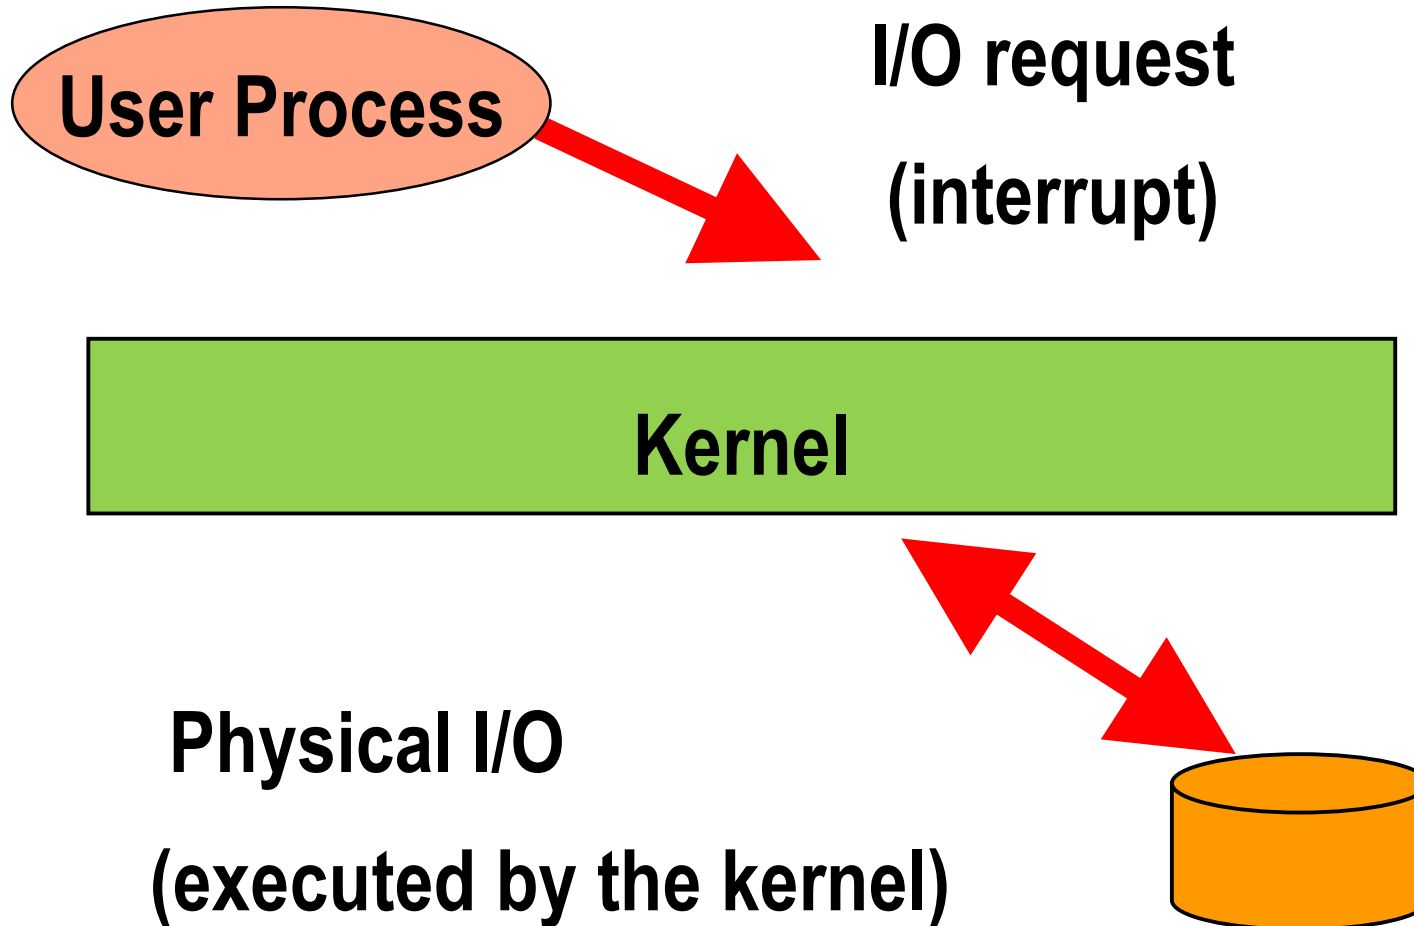 User Process
I/O request
(interrupt)
Kernel
Physical I/O
(executed by the kernel)